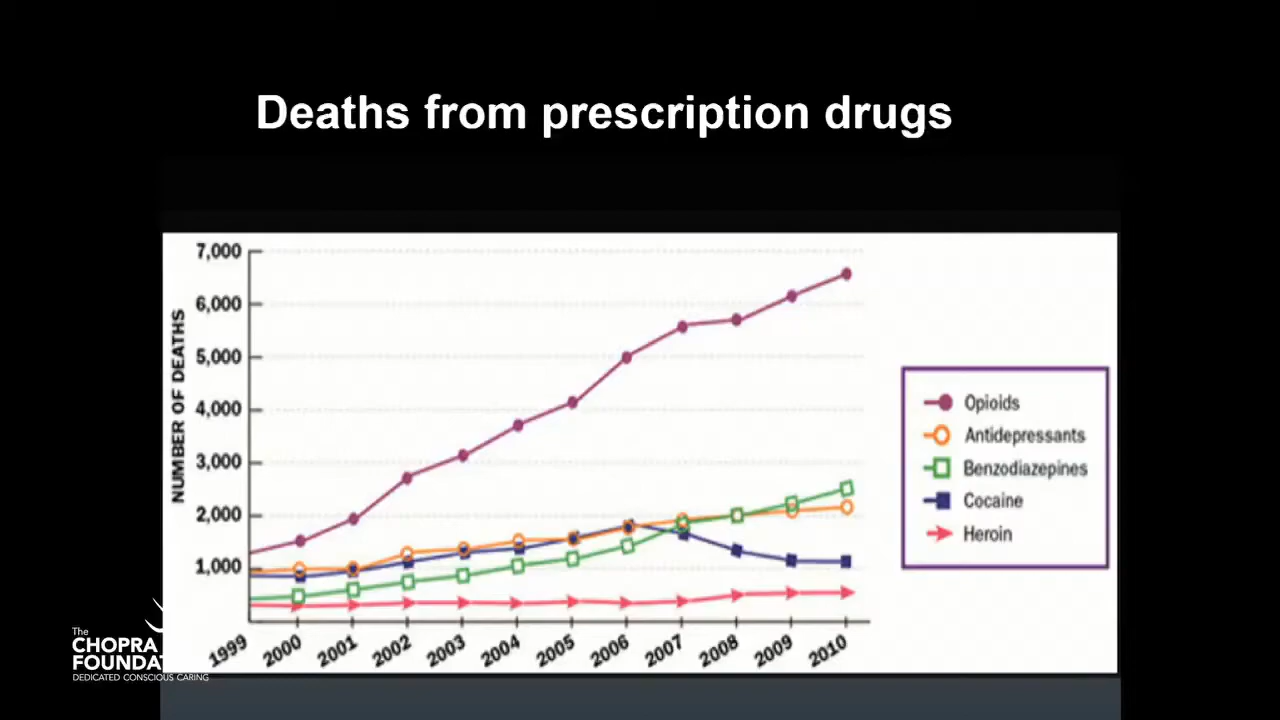 Deaths from prescription drugs
7,000
6,000
5,000
4,000
3,000
2,000
1,000
NUMBER OF DEATHS
1999 2000 2001 2002 2003 2004 2005 2006 2007 2008 2009 2010
Opioids
Antidepressants
Benzodiazepines
Cocaine
Heroin
The
CHOPRA
FOUNDAT
DEDICATED CONSCIOUS CARING